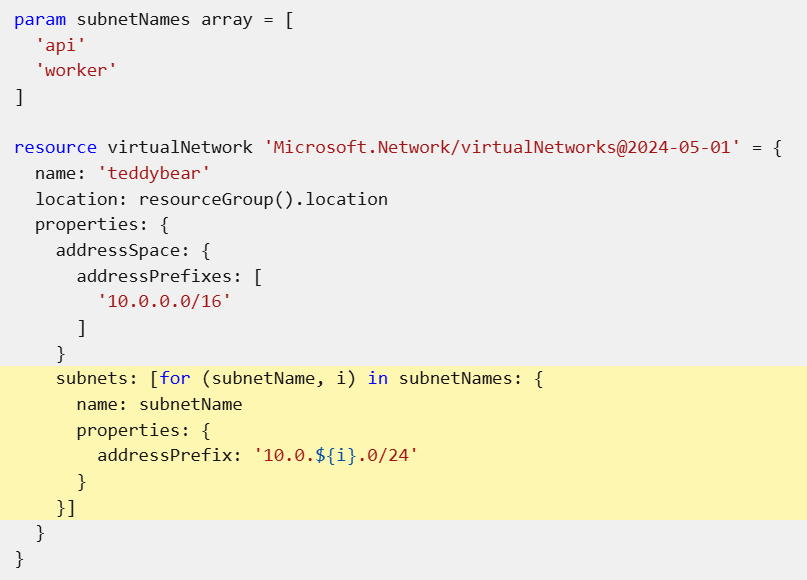 param subnetNames array = [
  'api'
  'worker'
]

resource virtualNetwork 'Microsoft.Network/virtualNetworks@2024-05-01' = {
  name: 'teddybear'
  location: resourceGroup().location
  properties: {
    addressSpace: {
      addressPrefixes: [
        '10.0.0.0/16'
      ]
    }
    subnets: [for (subnetName, i) in subnetNames: {
      name: subnetName
      properties: {
        addressPrefix: '10.0.${i}.0/24'
      }
    }]
  }
}